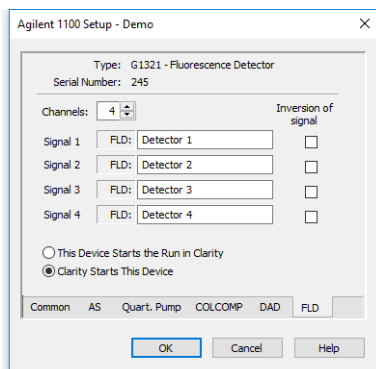 Agilent 1100 Setup - Demo
Type: G1321 - Fluorescence Detector
Serial Number: 245
Channels: 4 Inversion of signal
Signal 1 FLD: Detector 1
Signal 2 FLD: Detector 2
Signal 3 FLD: Detector 3
Signal 4 FLD: Detector 4
This Device Starts the Run in Clarity
Clarity Starts This Device
Common AS Quart. Pump COLCOMP DAD FLD
OK Cancel Help